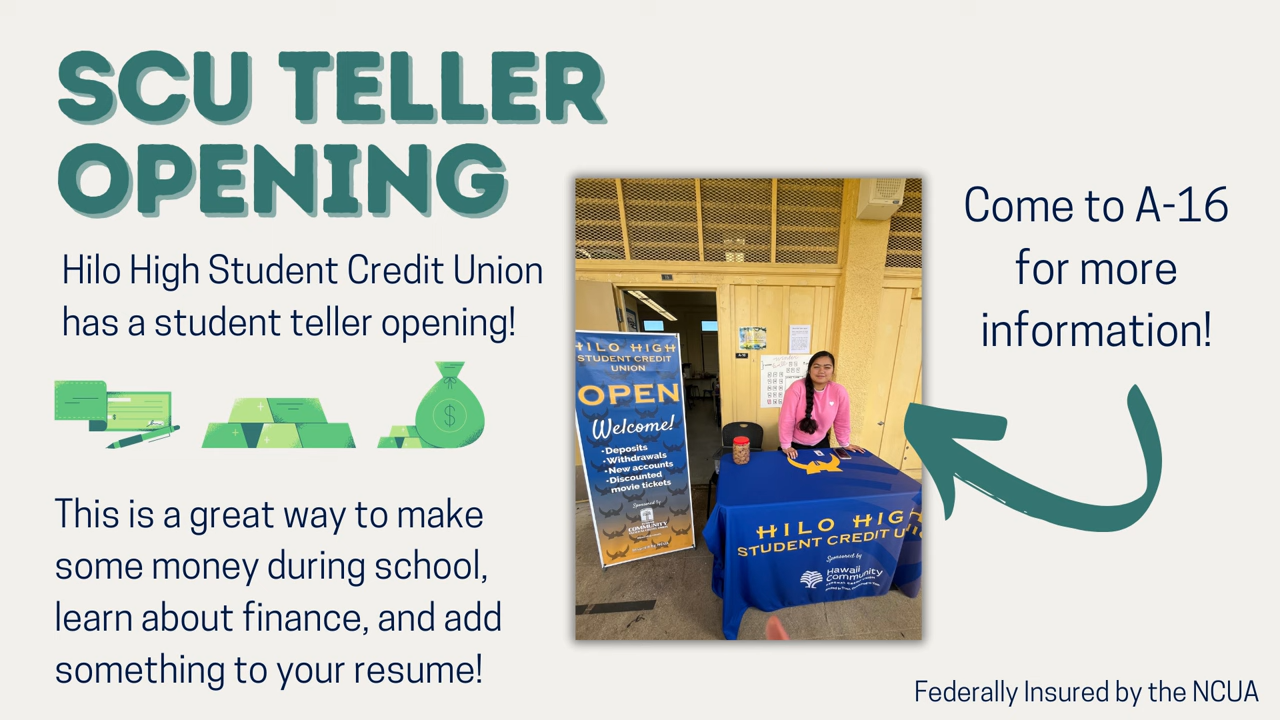 SCU TELLER
OPENING
Hilo High Student Credit Union
has a student teller opening!
This is a great way to make
some money during school,
learn about finance, and add
something to your resume!
HILO HIGH
STUDENT CREDIT
UNION
OPEN
Welcome!
•Deposits
•Withdrawals
•New accounts
•Discounted
movie tickets
Sponsored by
COMMUNITY
HILO HIGH
STUDENT CREDIT UN
Sponsored by
Hawaii
Community
Come to A-16
for more
information!
Federally Insured by the NCUA